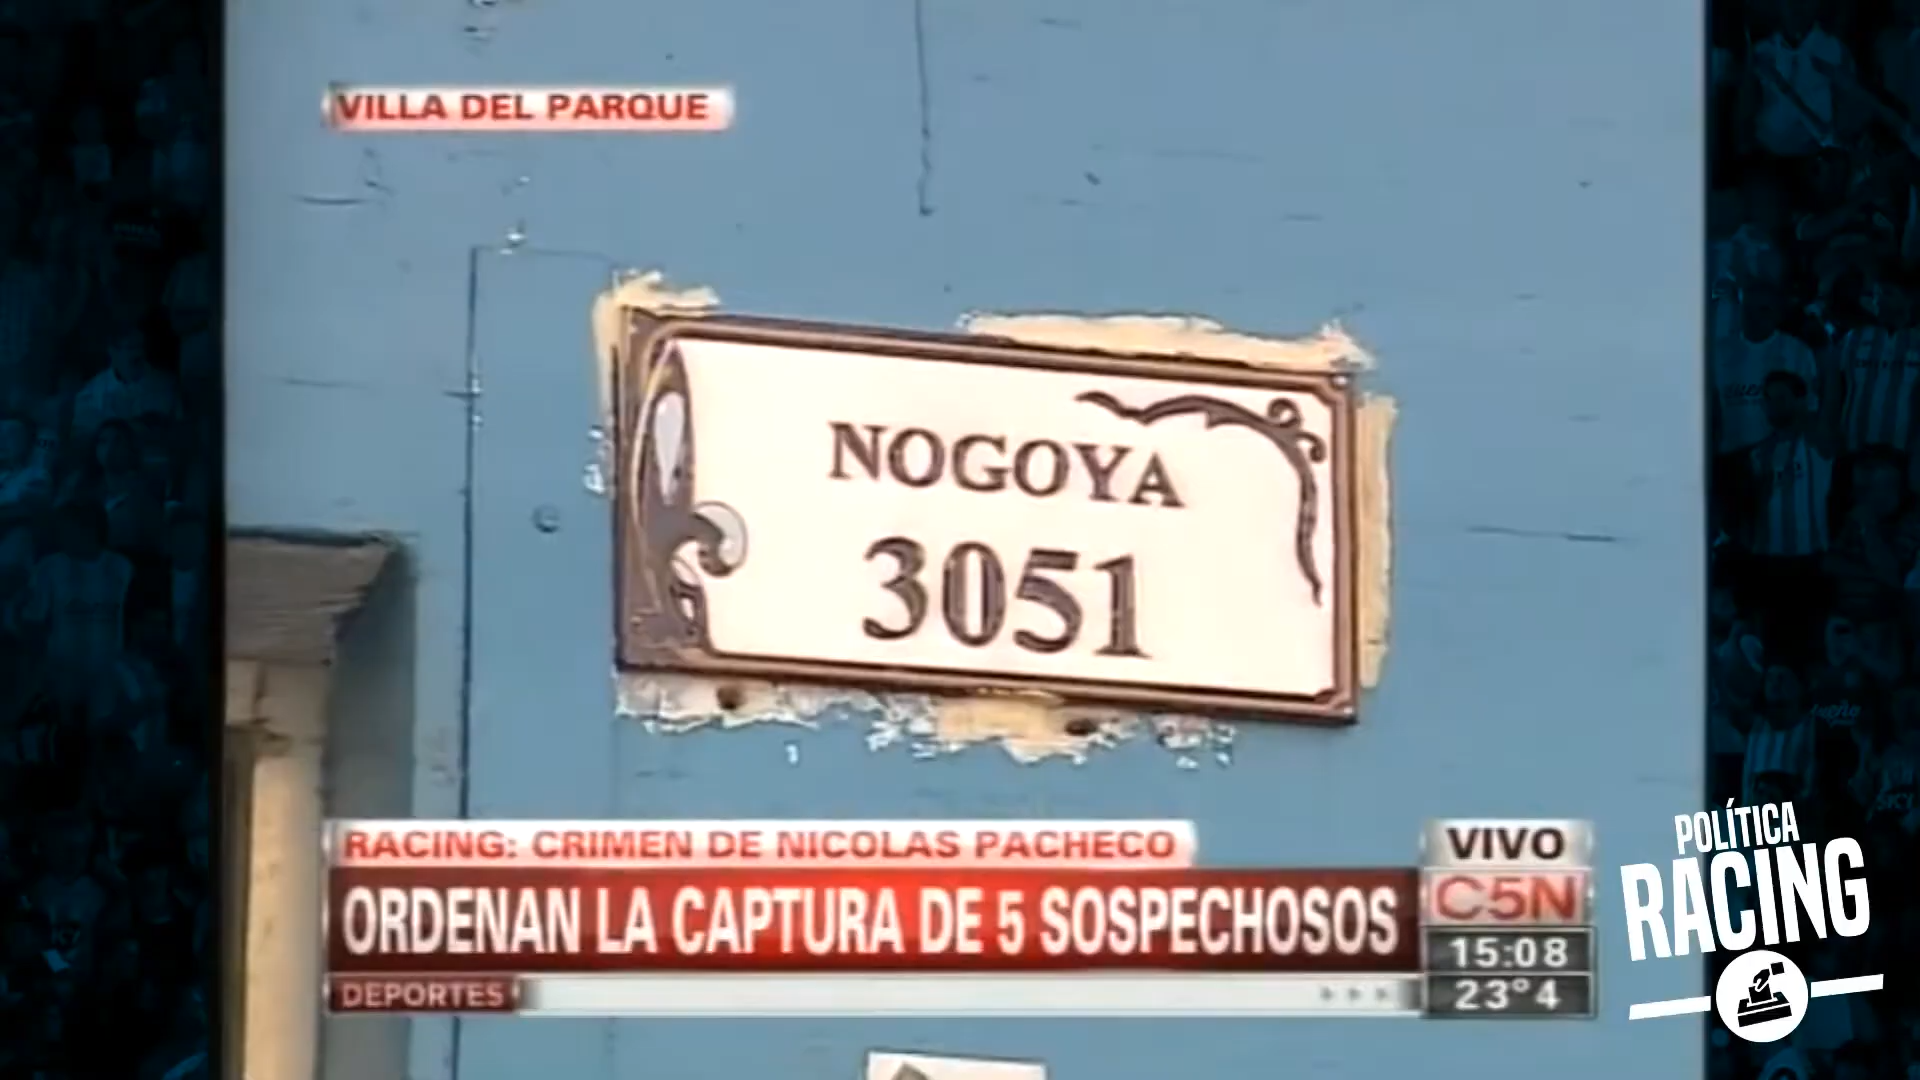 VILLA DEL PARQUE
NOGOYA
3051
RACING: CRIMEN DE NICOLAS PACHECO
ORDENAN LA CAPTURA DE 5 SOSPECHOSOS
DEPORTES
VIVO
C5N
15:08
23°4
POLÍTICA
RACING